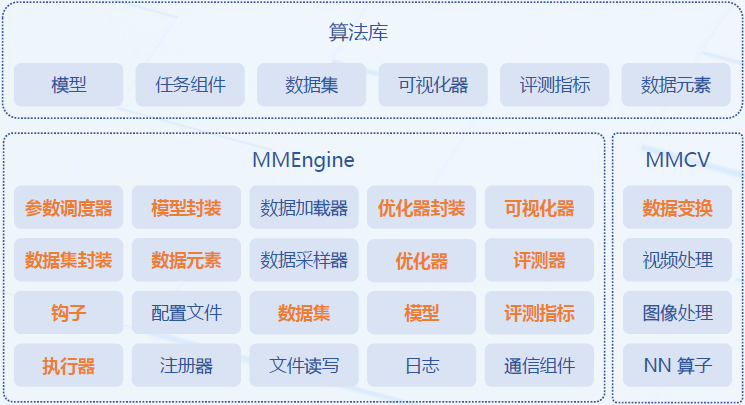 算法库
模型 任务组件 数据集 可视化器 评测指标 数据元素
MMEngine
参数调度器 模型封装 数据加载器 优化器封装 可视化器
数据集封装 数据元素 数据采样器 优化器 评测器
钩子 配置文件 数据集 模型 评测指标
执行器 注册器 文件读写 日志 通信组件
MMCV
数据变换
视频处理
图像处理
NN 算子